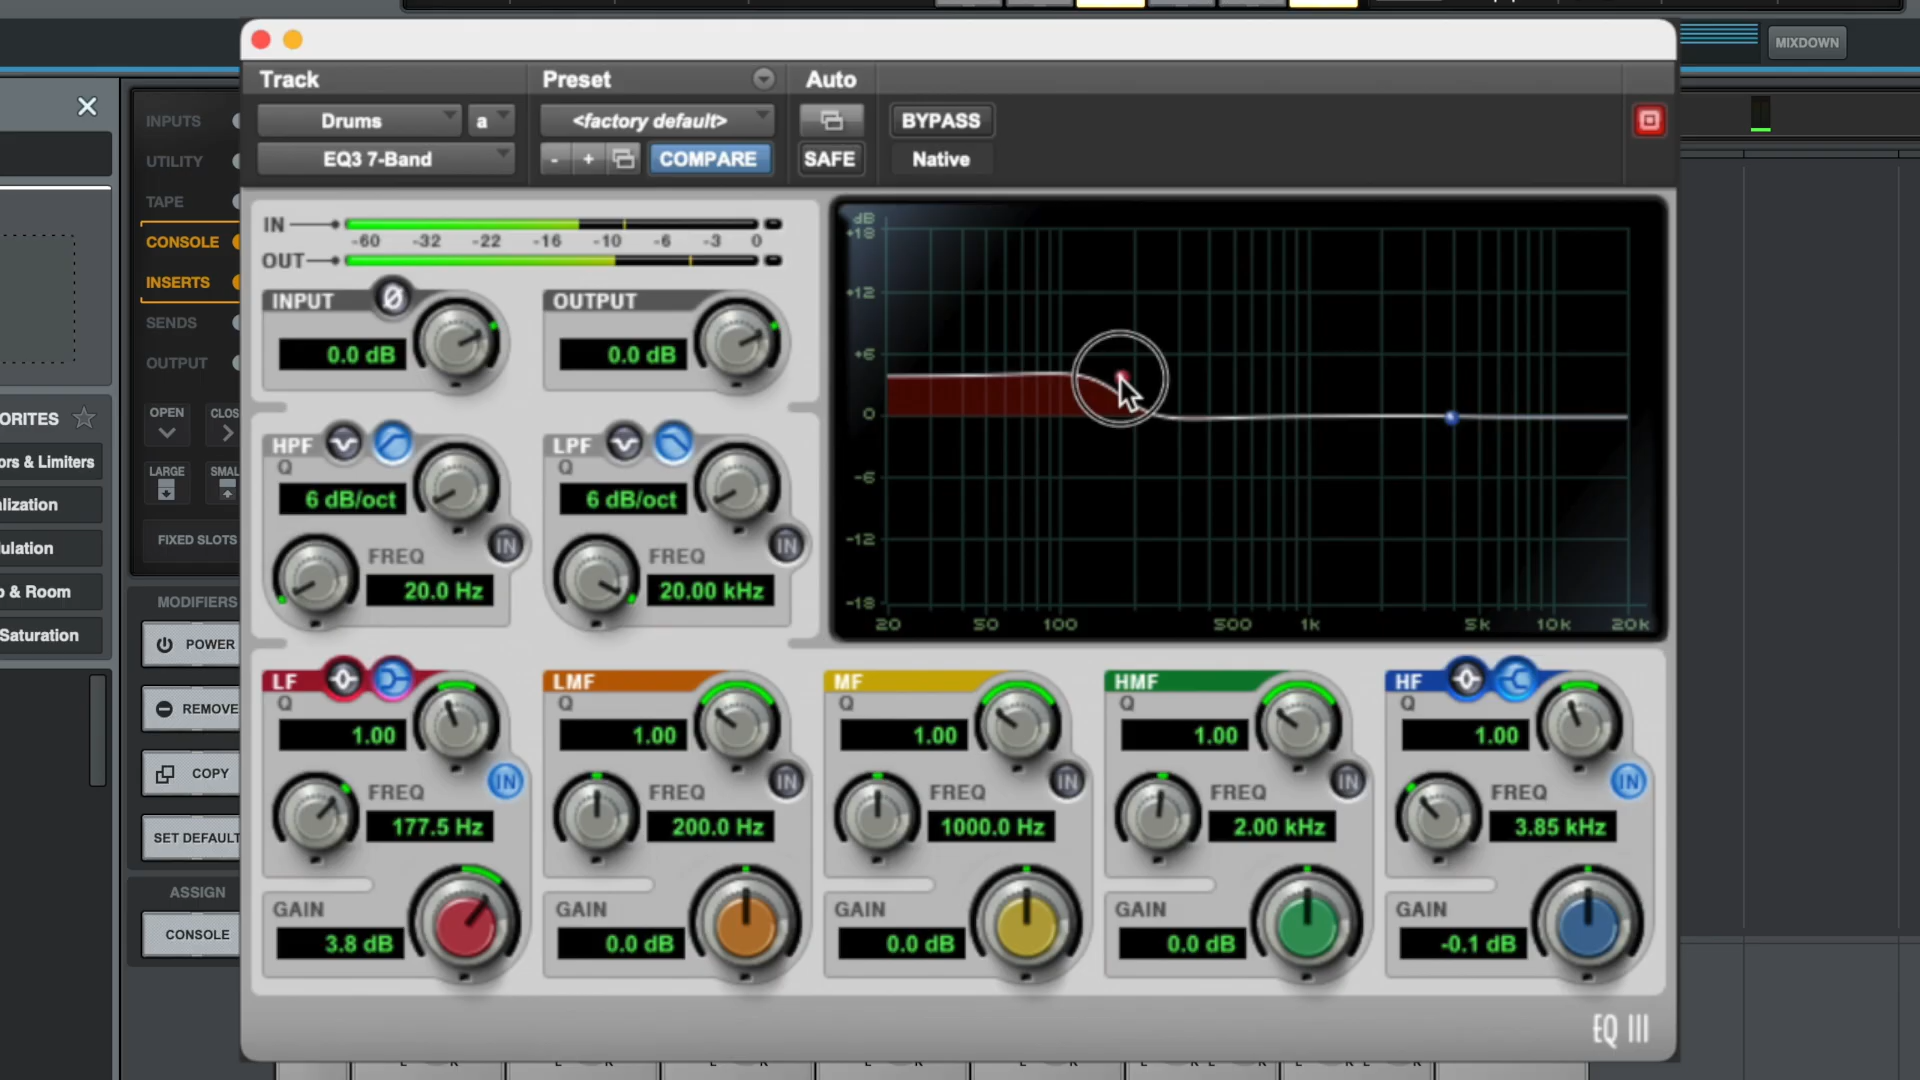 MIXDOWN
Track
Preset
Auto
Drums
a
<factory default>
BYPASS
EQ3 7-Band
-
+
COMPARE
SAFE
Native
INPUTS
UTILITY
TAPE
CONSOLE
INSERTS
SENDS
OUTPUT
OPEN
CLOS
LARGE
SMAL
FIXED SLOTS
MODIFIERS
POWER
REMOVE
COPY
SET DEFAULT
ASSIGN
CONSOLE
ORITES
ors & Limiters
lization
ulation
o & Room
Saturation
IN
-60 -32 -22 -16 -10 -6 -3 0
OUT
INPUT
Ø
0.0 dB
OUTPUT
0.0 dB
HPF
Q
6 dB/oct
IN
FREQ
20.0 Hz
LPF
Q
6 dB/oct
IN
FREQ
20.00 kHz
dB
+18
+12
+6
0
-6
-12
-18
20 50 100 500 1k 5k 10k 20k
LF
Q
1.00
IN
FREQ
177.5 Hz
GAIN
3.8 dB
LMF
Q
1.00
IN
FREQ
200.0 Hz
GAIN
0.0 dB
MF
Q
1.00
IN
FREQ
1000.0 Hz
GAIN
0.0 dB
HMF
Q
1.00
IN
FREQ
2.00 kHz
GAIN
0.0 dB
HF
Q
1.00
IN
FREQ
3.85 kHz
GAIN
-0.1 dB
EQ III